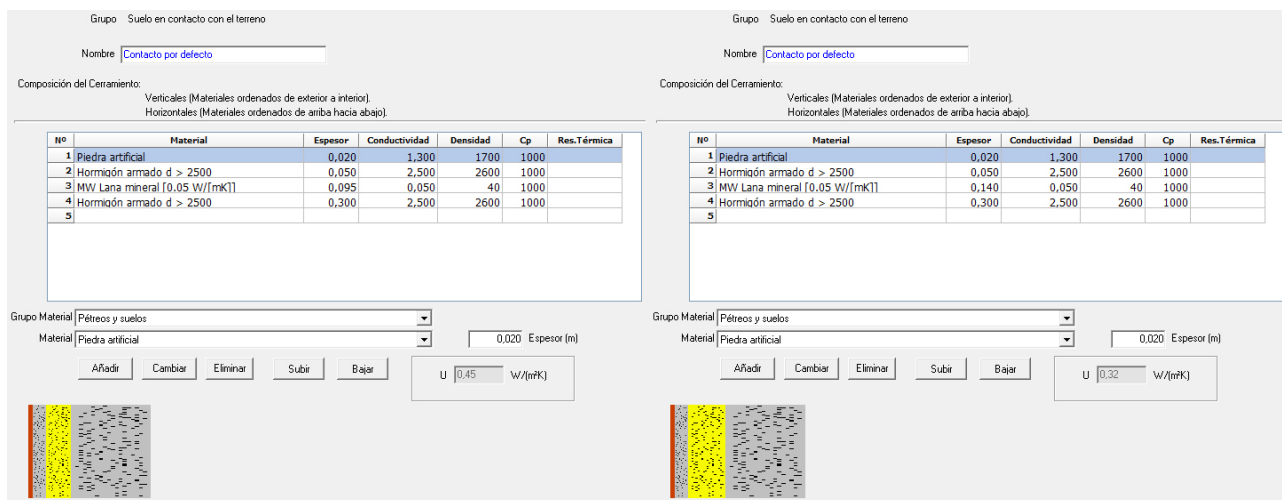 Grupo Suelo en contacto con el terreno
Nombre Contacto por defecto
Composición del Cerramiento:
Verticales (Materiales ordenados de exterior a interior).
Horizontales (Materiales ordenados de arriba hacia abajo).
Nº Material Espesor Conductividad Densidad Cp Res.Térmica
1 Piedra artificial 0,020 1,300 1700 1000
2 Hormigón armado d > 2500 0,050 2,500 2600 1000
3 MW Lana mineral [0.05 W/[mK]] 0,095 0,050 40 1000
4 Hormigón armado d > 2500 0,300 2,500 2600 1000
5
Grupo Material Pétreos y suelos
Material Piedra artificial 0,020 Espesor (m)
Añadir Cambiar Eliminar Subir Bajar U 0,45 W/(m²K)
Grupo Suelo en contacto con el terreno
Nombre Contacto por defecto
Composición del Cerramiento:
Verticales (Materiales ordenados de exterior a interior).
Horizontales (Materiales ordenados de arriba hacia abajo).
Nº Material Espesor Conductividad Densidad Cp Res.Térmica
1 Piedra artificial 0,020 1,300 1700 1000
2 Hormigón armado d > 2500 0,050 2,500 2600 1000
3 MW Lana mineral [0.05 W/[mK]] 0,140 0,050 40 1000
4 Hormigón armado d > 2500 0,300 2,500 2600 1000
5
Grupo Material Pétreos y suelos
Material Piedra artificial 0,020 Espesor (m)
Añadir Cambiar Eliminar Subir Bajar U 0,32 W/(m²K)